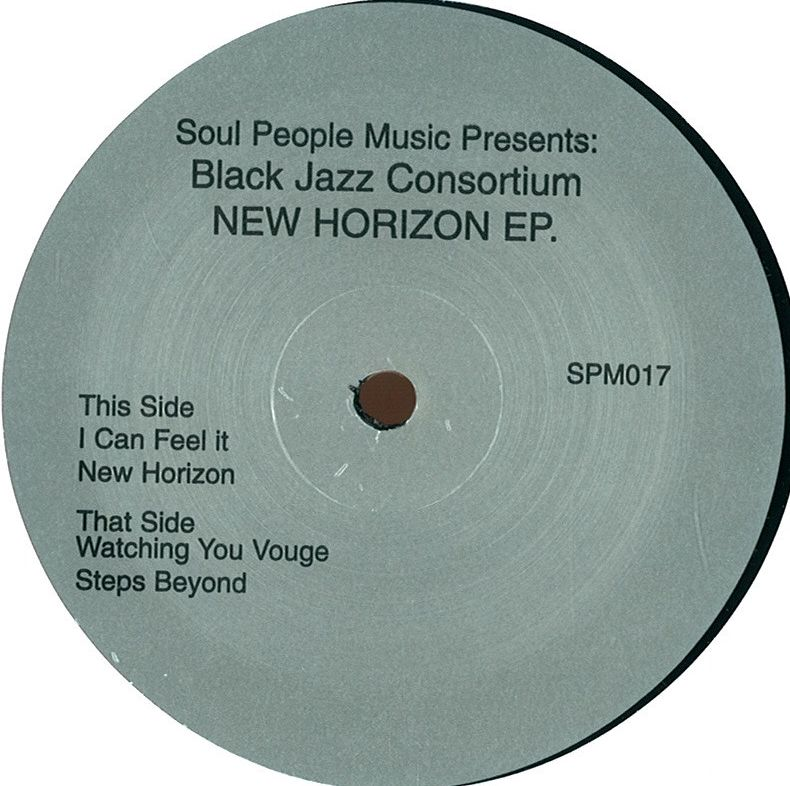 Soul People Music Presents:
Black Jazz Consortium
NEW HORIZON EP.
SPM017
This Side
I Can Feel it
New Horizon
That Side
Watching You Vouge
Steps Beyond